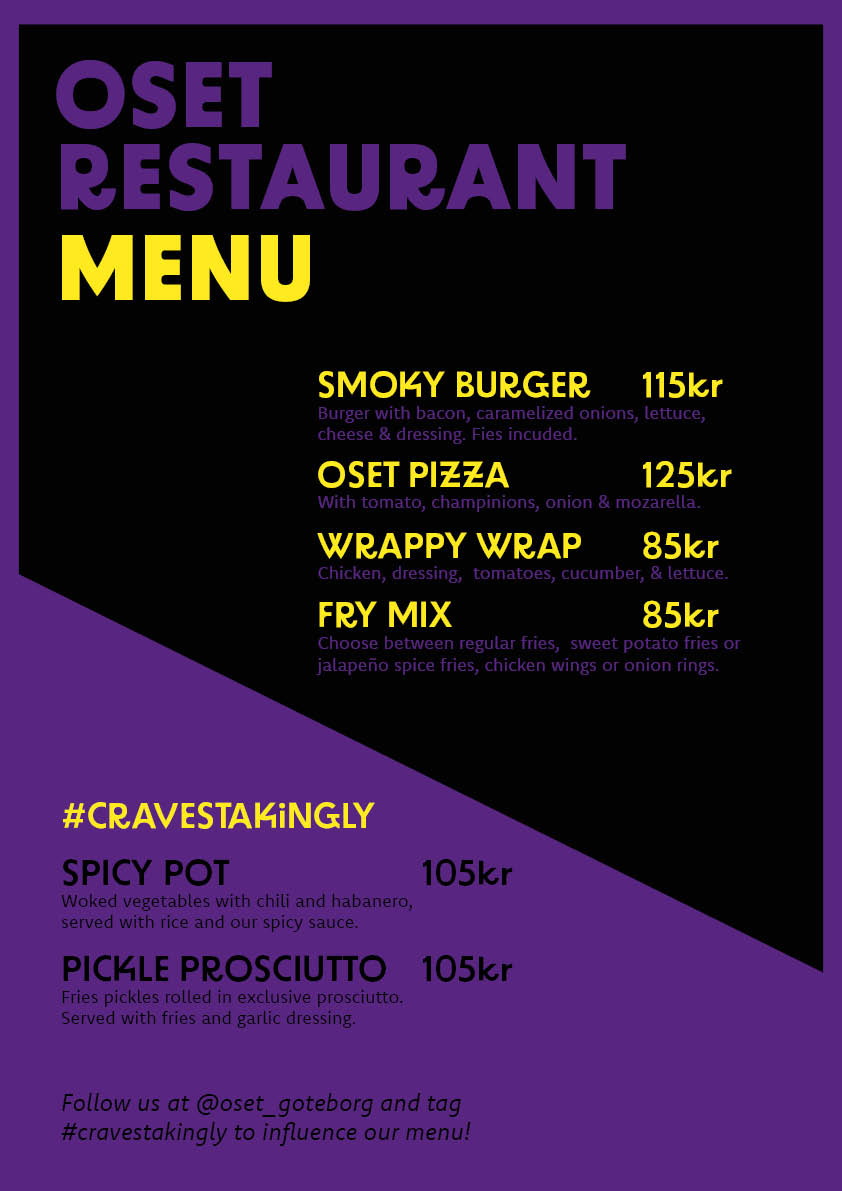 OSET
RESTAURANT
MENU
SMOKY BURGER 115kr
Burger with bacon, caramelized onions, lettuce,
cheese & dressing. Fies incuded.
OSET PIZZA 125kr
With tomato, champinions, onion & mozarella.
WRAPPY WRAP 85kr
Chicken, dressing,  tomatoes, cucumber, & lettuce.
FRY MIX 85kr
Choose between regular fries,  sweet potato fries or
jalapeño spice fries, chicken wings or onion rings.
#CRAVESTAKiNGLY
SPICY POT 105kr
Woked vegetables with chili and habanero,
served with rice and our spicy sauce.
PICKLE PROSCIUTTO 105kr
Fries pickles rolled in exclusive prosciutto.
Served with fries and garlic dressing.
Follow us at @oset_goteborg and tag
#cravestakingly to influence our menu!